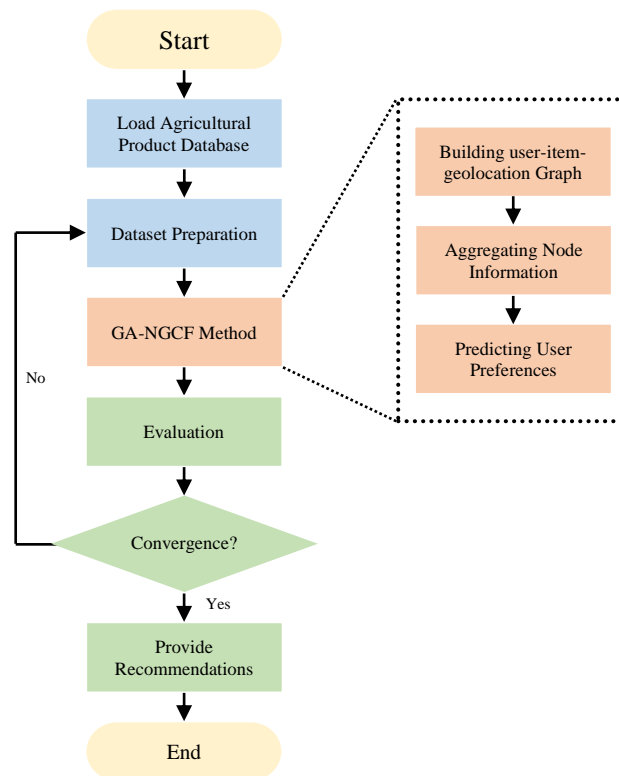 Start
Load Agricultural
Product Database
Dataset Preparation
GA-NGCF Method
No
Evaluation
Convergence?
Yes
Provide
Recommendations
End
Building user-item-
geolocation Graph
Aggregating Node
Information
Predicting User
Preferences